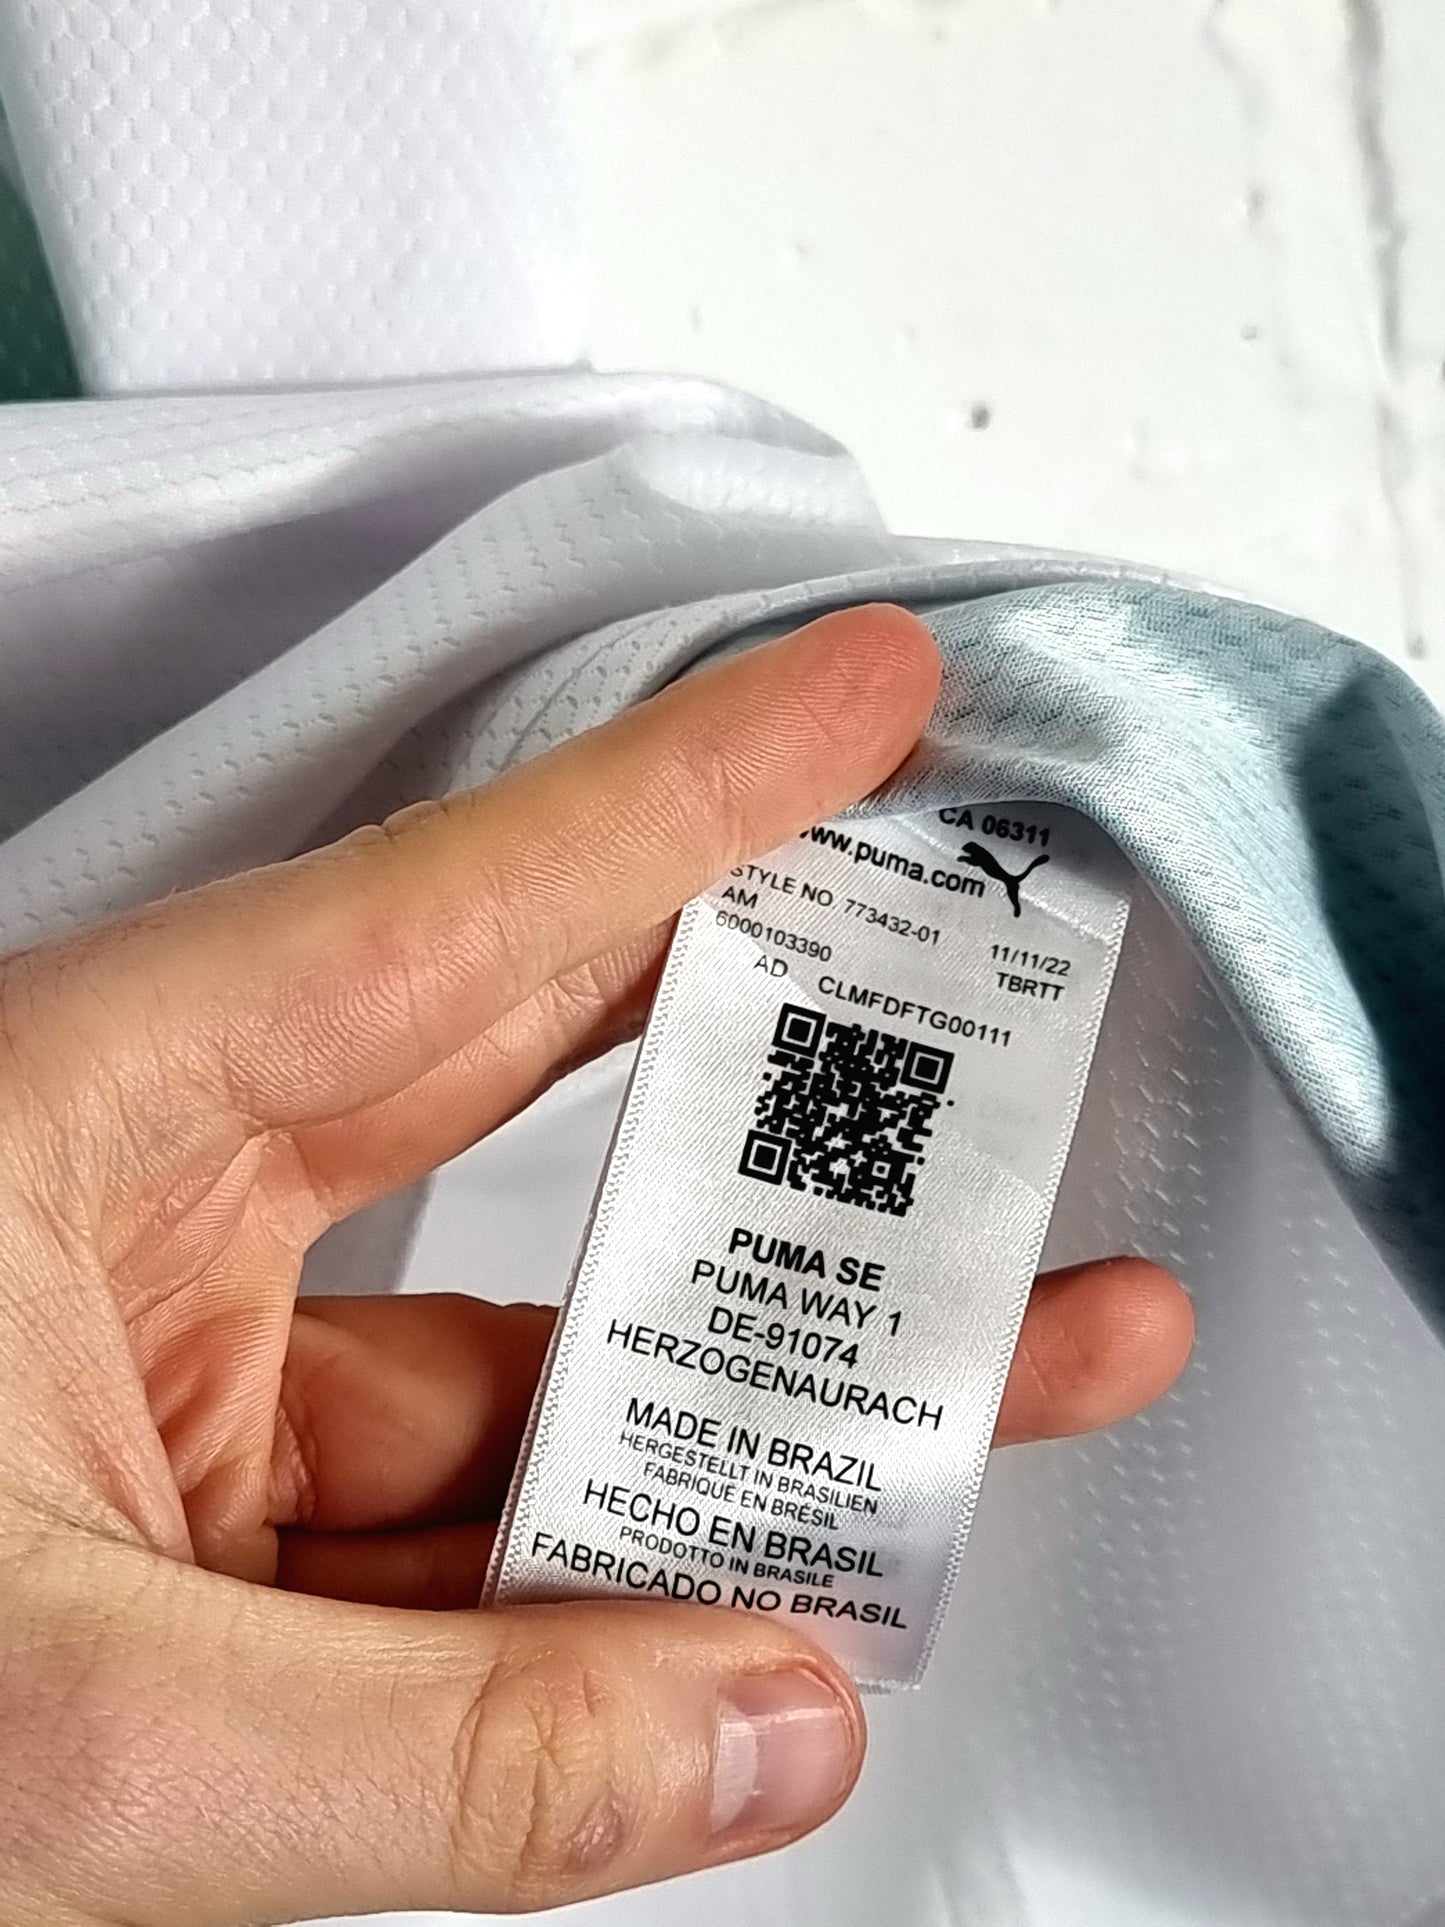 CA 06311
www.puma.com
STYLE NO 773432-01 11/11/22
AM TBRTT
6000103390
AD CLMFDFTG00111
PUMA SE
PUMA WAY 1
DE-91074
HERZOGENAURACH
MADE IN BRAZIL
HERGESTELLT IN BRASILIEN
FABRIQUÉ EN BRÉSIL
HECHO EN BRASIL
PRODOTTO IN BRASILE
FABRICADO NO BRASIL